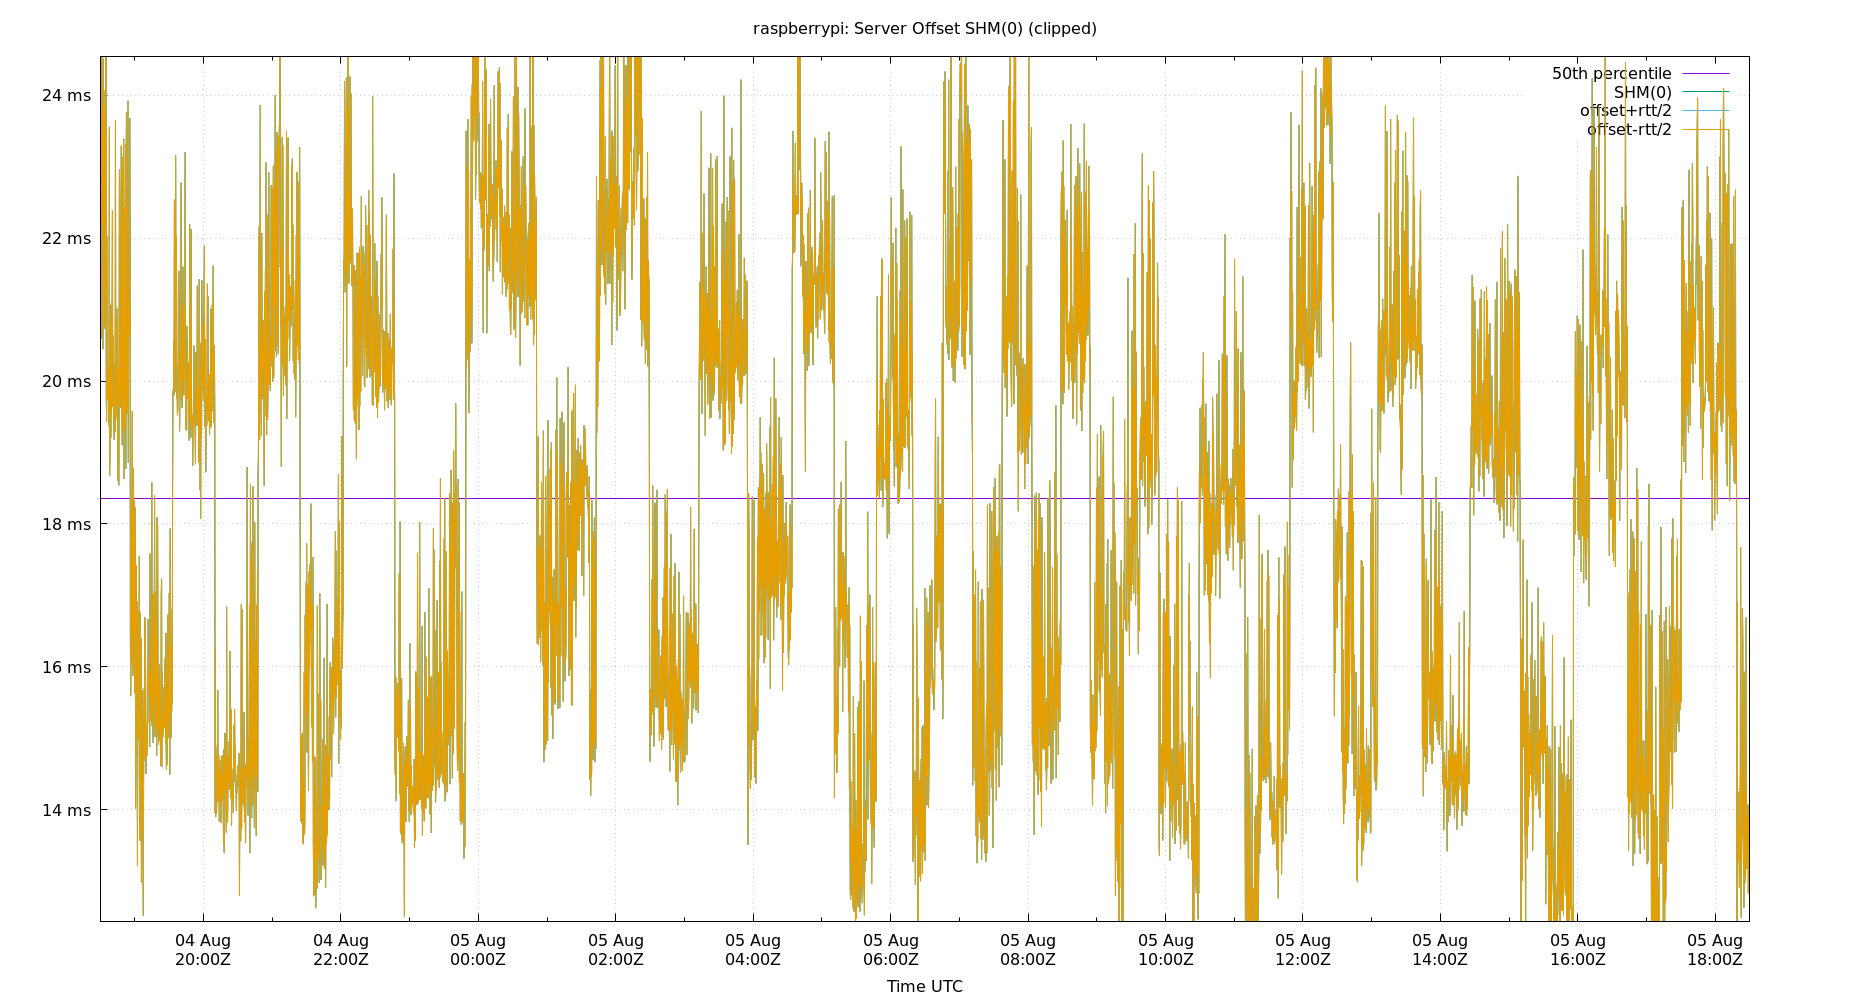 raspberrypi: Server Offset SHM(0) (clipped)
50th percentile
SHM(0)
offset+rtt/2
offset-rtt/2
24 ms
22 ms
20 ms
18 ms
16 ms
14 ms
04 Aug 04 Aug 05 Aug 05 Aug 05 Aug 05 Aug 05 Aug 05 Aug 05 Aug 05 Aug 05 Aug 05 Aug
20:00Z 22:00Z 00:00Z 02:00Z 04:00Z 06:00Z 08:00Z 10:00Z 12:00Z 14:00Z 16:00Z 18:00Z
Time UTC